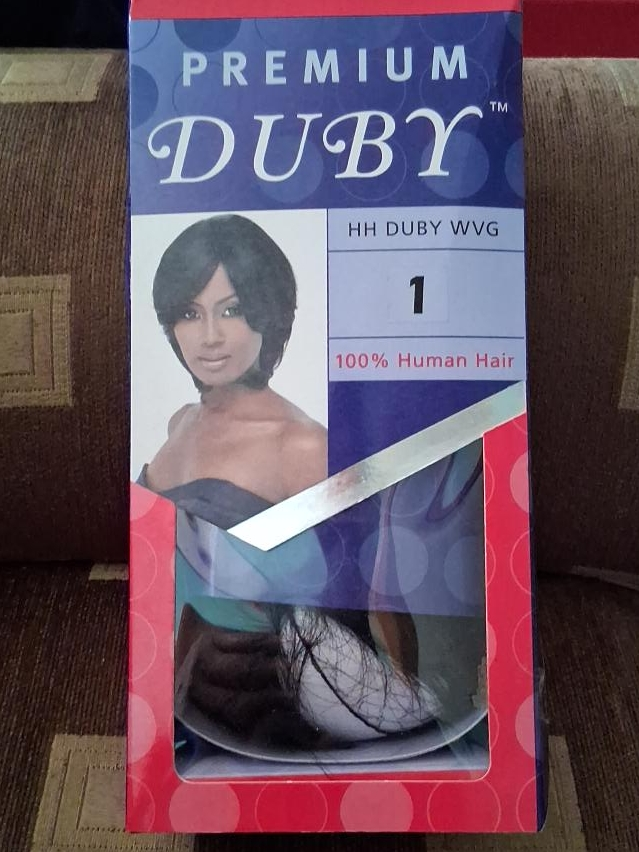 PREMIUM
DUBY™
HH DUBY WVG
1
100% Human Hair